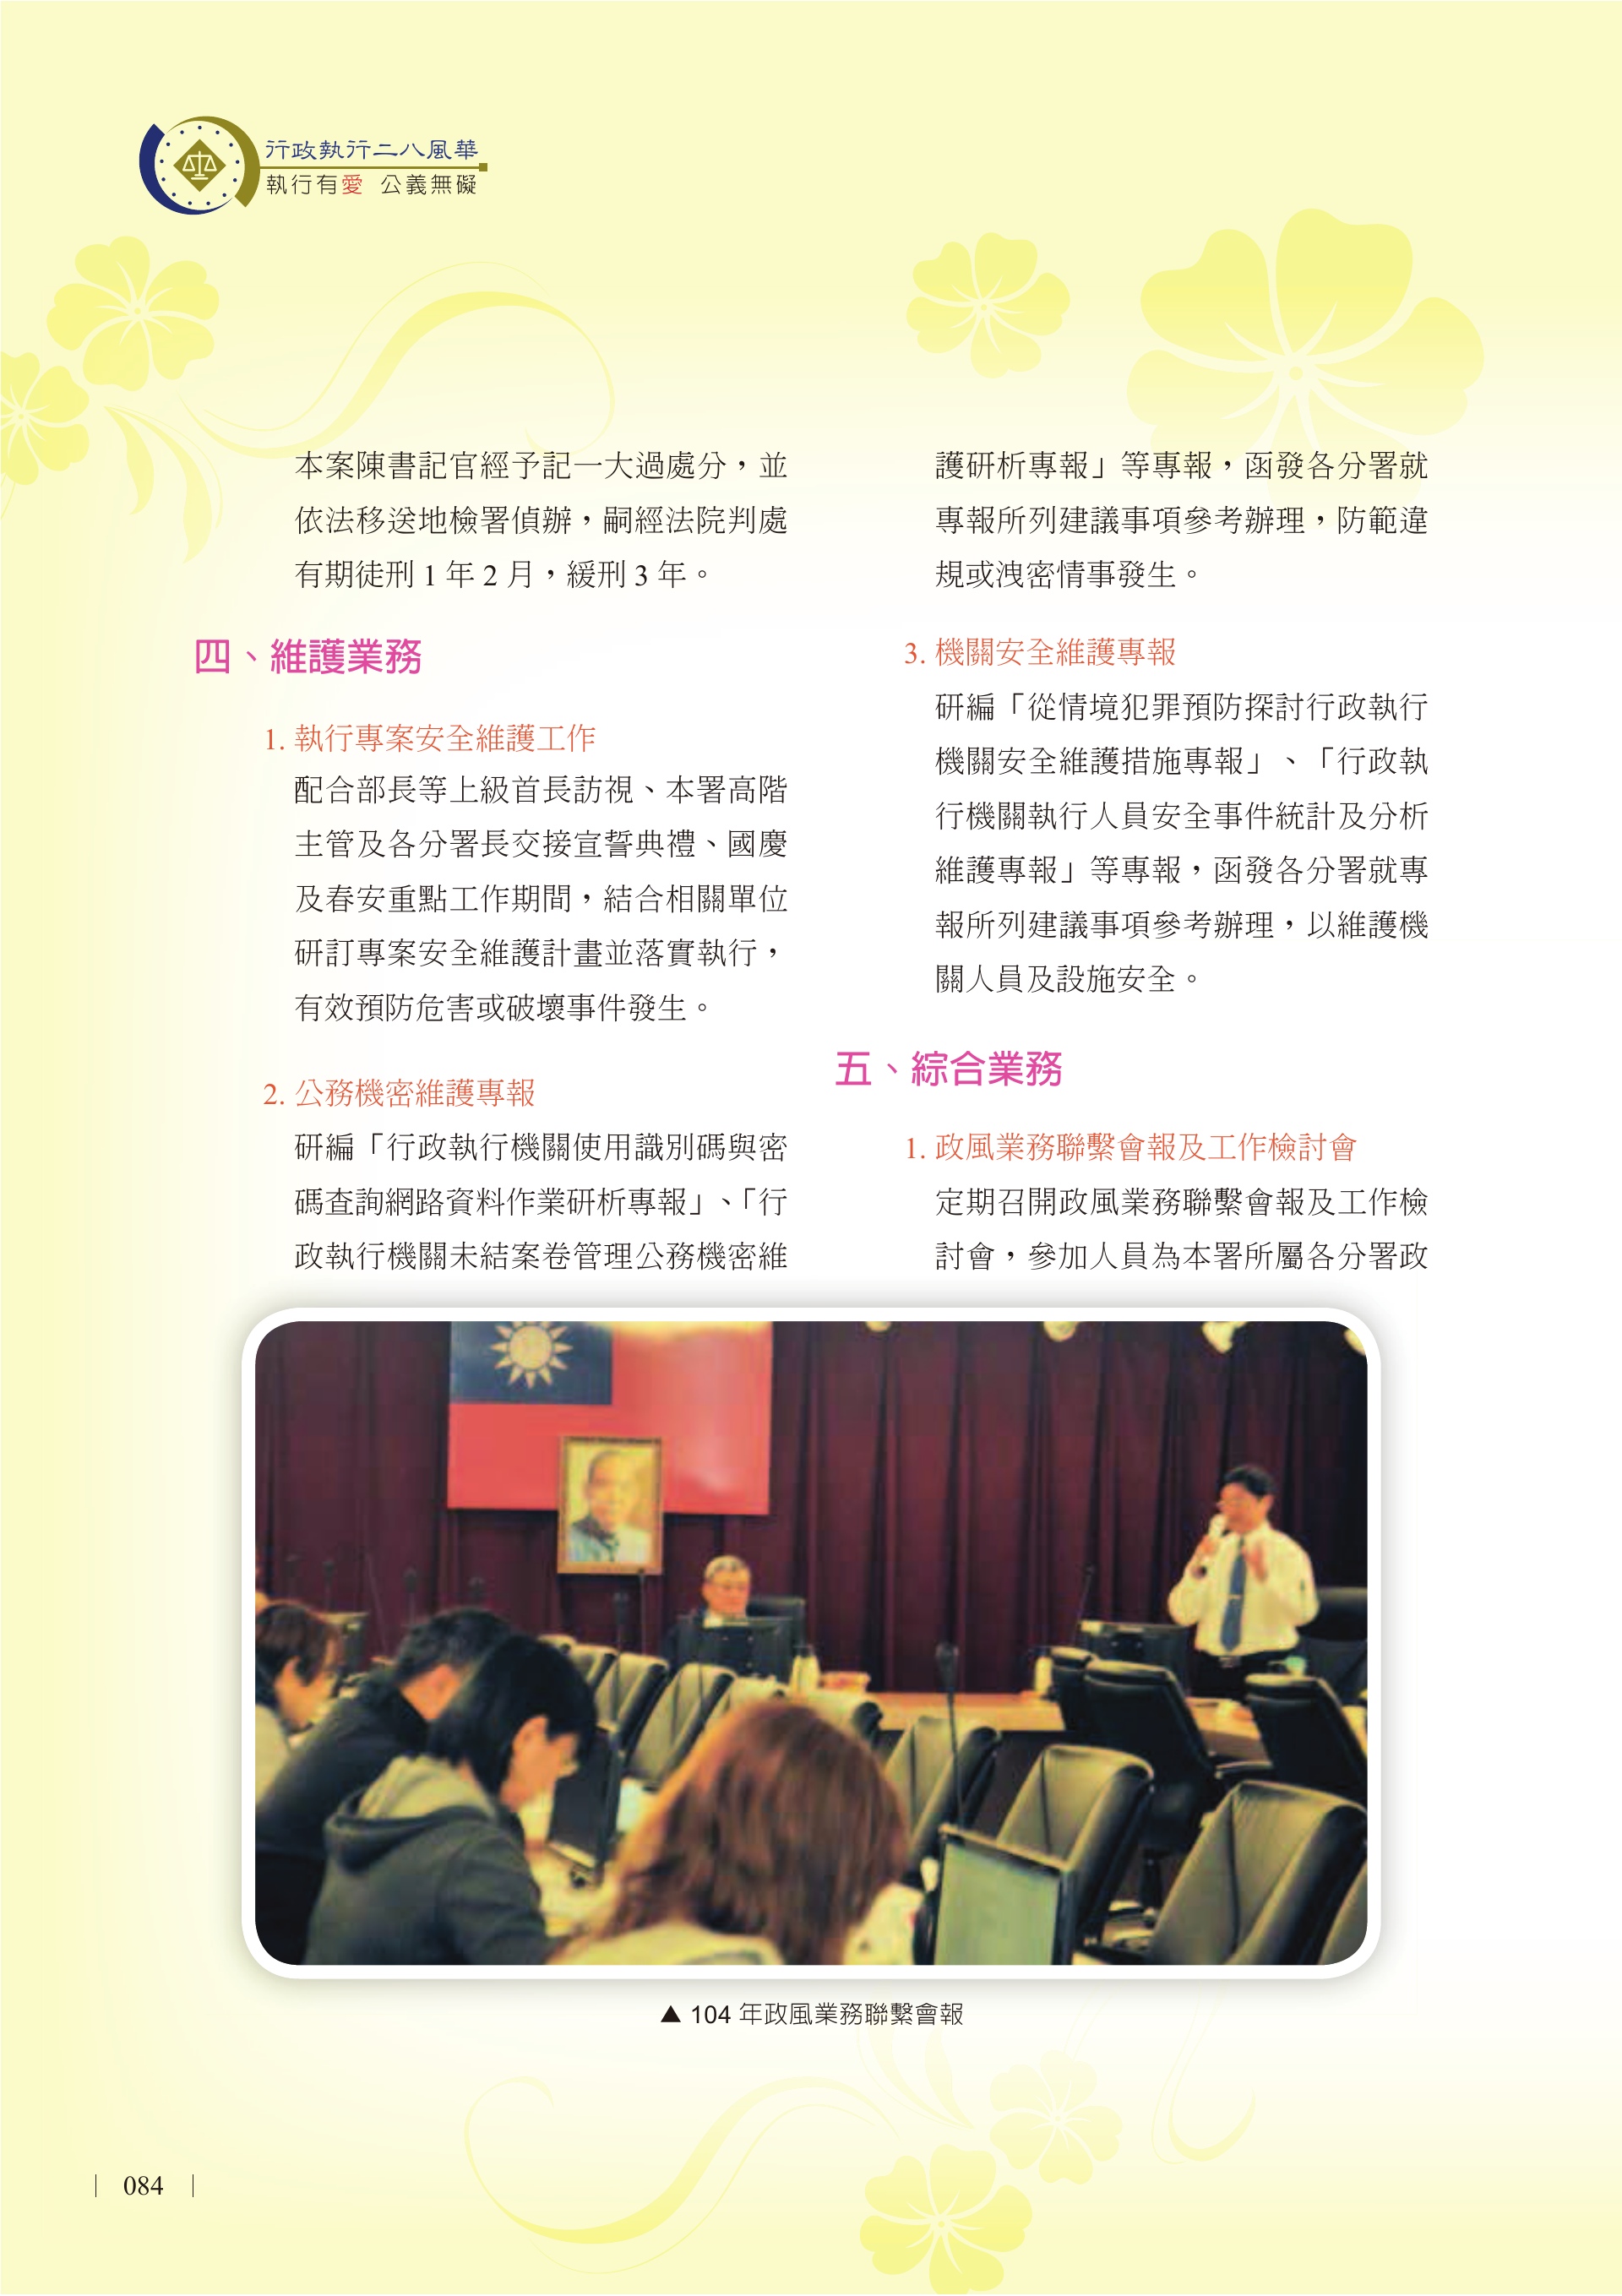 行政執行二八風華
執行有愛 公義無礙
本案陳書記官經予記一大過處分，並
依法移送地檢署偵辦，嗣經法院判處
有期徒刑 1 年 2 月，緩刑 3 年。
四、維護業務
1. 執行專案安全維護工作
配合部長等上級首長訪視、本署高階
主管及各分署長交接宣誓典禮、國慶
及春安重點工作期間，結合相關單位
研訂專案安全維護計畫並落實執行，
有效預防危害或破壞事件發生。
2. 公務機密維護專報
研編「行政執行機關使用識別碼與密
碼查詢網路資料作業研析專報」、「行
政執行機關未結案卷管理公務機密維
護研析專報」等專報，函發各分署就
專報所列建議事項參考辦理，防範違
規或洩密情事發生。
3. 機關安全維護專報
研編「從情境犯罪預防探討行政執行
機關安全維護措施專報」、「行政執
行機關執行人員安全事件統計及分析
維護專報」等專報，函發各分署就專
報所列建議事項參考辦理，以維護機
關人員及設施安全。
五、綜合業務
1. 政風業務聯繫會報及工作檢討會
定期召開政風業務聯繫會報及工作檢
討會，參加人員為本署所屬各分署政
▲ 104 年政風業務聯繫會報
| 084 |